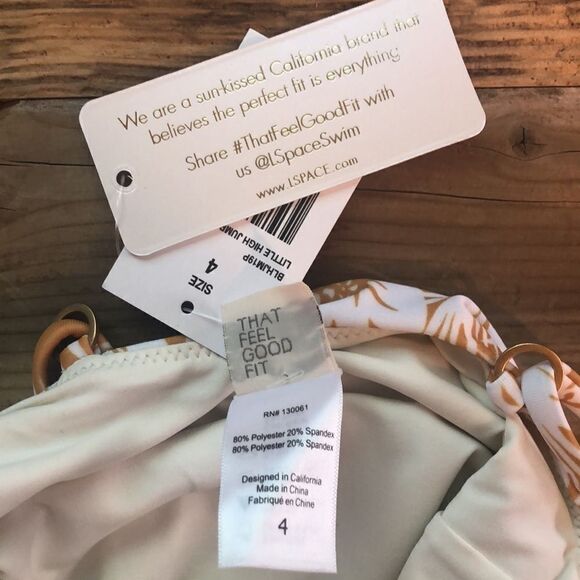 We are a sun-kissed California brand that
believes the perfect fit is everything
Share #ThatFeelGoodFit with
us @LSpaceSwim
www.LSPACE.com
BLHJM19P
LITTLE HIGH JUMP
SIZE
4
THAT
FEEL
GOOD
FIT
RN# 130061
80% Polyester 20% Spandex
80% Polyester 20% Spandex
Designed in California
Made in China
Fabriqué en Chine
4